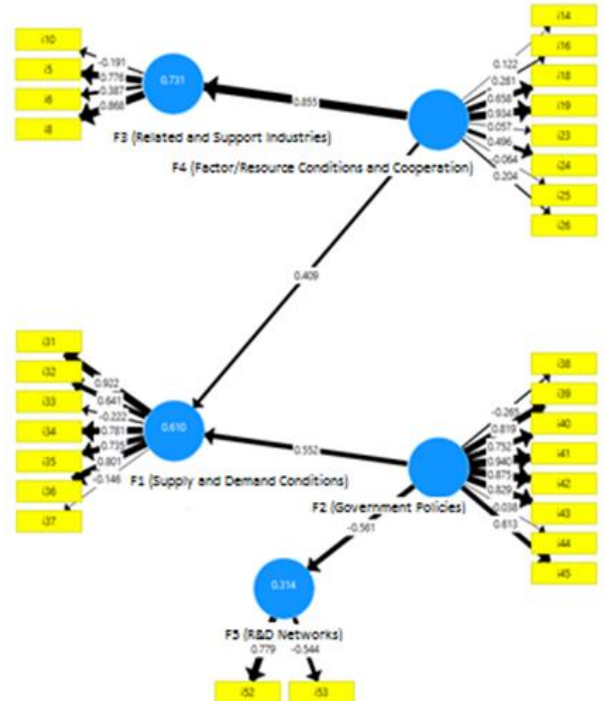 i10
i5
i6
i8
-0.191
0.776
0.387
0.868
0.731
F3 (Related and Support Industries)
0.855
F4 (Factor/Resource Conditions and Cooperation)
i14
i16
i18
i19
i23
i24
i25
i26
0.122
0.281
0.658
0.934
0.057
0.496
-0.064
0.204
0.409
i31
i32
i33
i34
i35
i36
i37
0.922
0.641
-0.222
0.781
0.735
0.801
-0.146
0.610
F1 (Supply and Demand Conditions)
0.552
F2 (Government Policies)
i38
i39
i40
i41
i42
i43
i44
i45
-0.265
0.819
0.752
0.940
0.875
0.829
-0.038
0.613
-0.561
0.314
F5 (R&D Networks)
0.779
-0.544
i52
i53